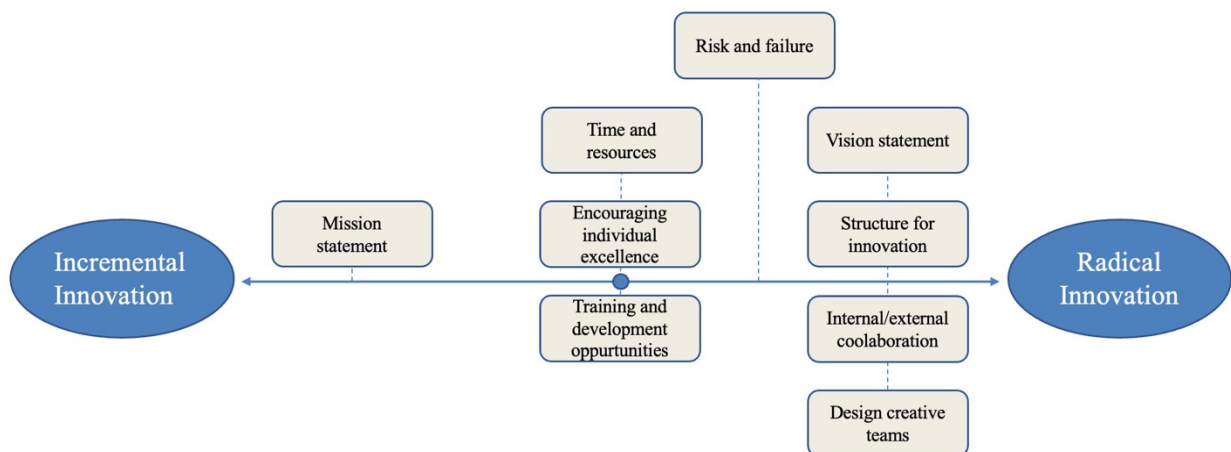 Risk and failure
Time and
resources
Vision statement
Mission
statement
Encouraging
individual
excellence
Structure for
innovation
Incremental
Innovation
Radical
Innovation
Training and
development
oppurtunities
Internal/external
coolaboration
Design creative
teams